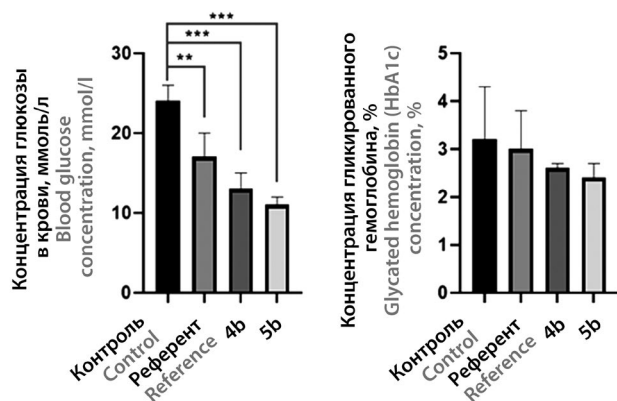 Концентрация глюкозы
в крови, ммоль/л
Blood glucose
concentration, mmol/l
30
20
10
0
***
***
**
Контроль
Control
Референт
Reference
4b
5b
Концентрация гликированного
гемоглобина, %
Glycated hemoglobin (HbA1c)
concentration, %
5
4
3
2
1
0
Контроль
Control
Референт
Reference
4b
5b